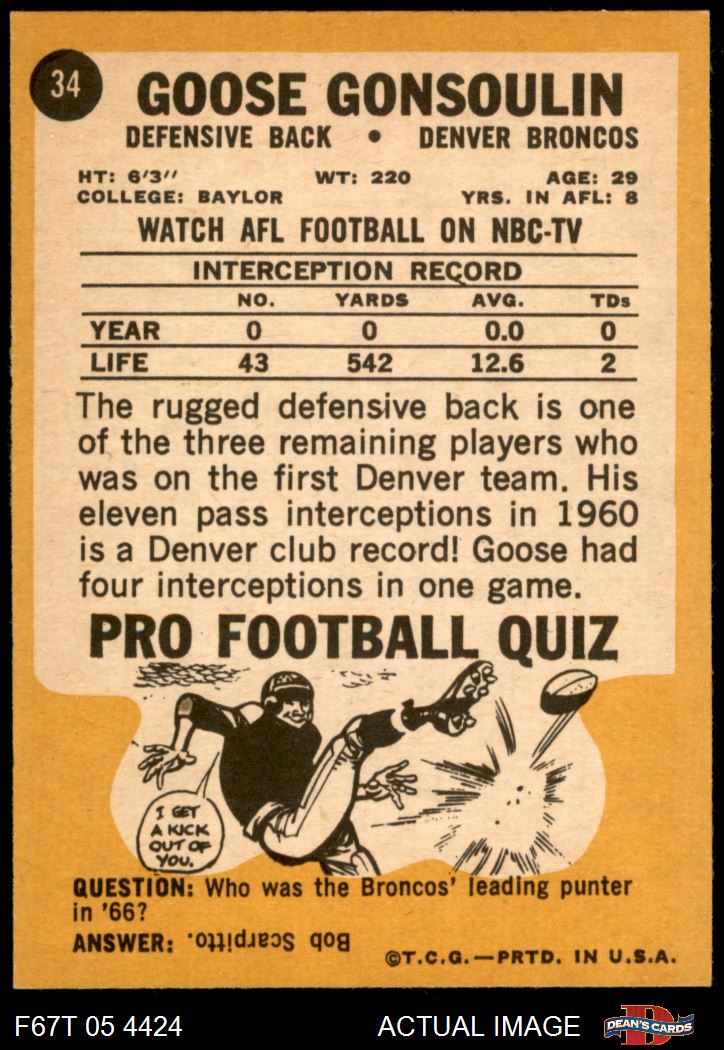 34
GOOSE GONSOULIN
DEFENSIVE BACK • DENVER BRONCOS
HT: 6'3" WT: 220 AGE: 29
COLLEGE: BAYLOR YRS. IN AFL: 8
WATCH AFL FOOTBALL ON NBC-TV
INTERCEPTION RECORD
NO. YARDS AVG. TDs
YEAR 0 0 0.0 0
LIFE 43 542 12.6 2
The rugged defensive back is one
of the three remaining players who
was on the first Denver team. His
eleven pass interceptions in 1960
is a Denver club record! Goose had
four interceptions in one game.
PRO FOOTBALL QUIZ
I GET
A KICK
OUT OF
YOU.
QUESTION: Who was the Broncos' leading punter
in '66?
ANSWER: Bob Scarpitto.
©T.C.G.—PRTD. IN U.S.A.
F67T 05 4424 ACTUAL IMAGE
D
DEAN'S CARDS